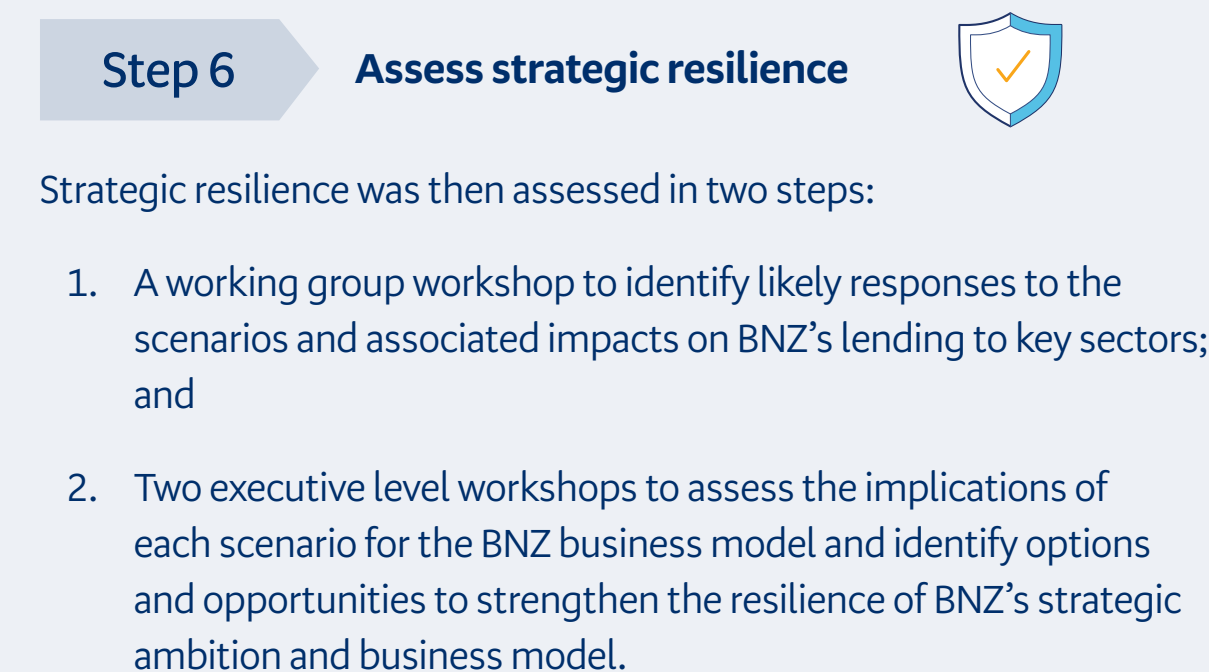 Step 6
Assess strategic resilience
Strategic resilience was then assessed in two steps:
1. A working group workshop to identify likely responses to the
scenarios and associated impacts on BNZ’s lending to key sectors;
and
2. Two executive level workshops to assess the implications of
each scenario for the BNZ business model and identify options
and opportunities to strengthen the resilience of BNZ’s strategic
ambition and business model.